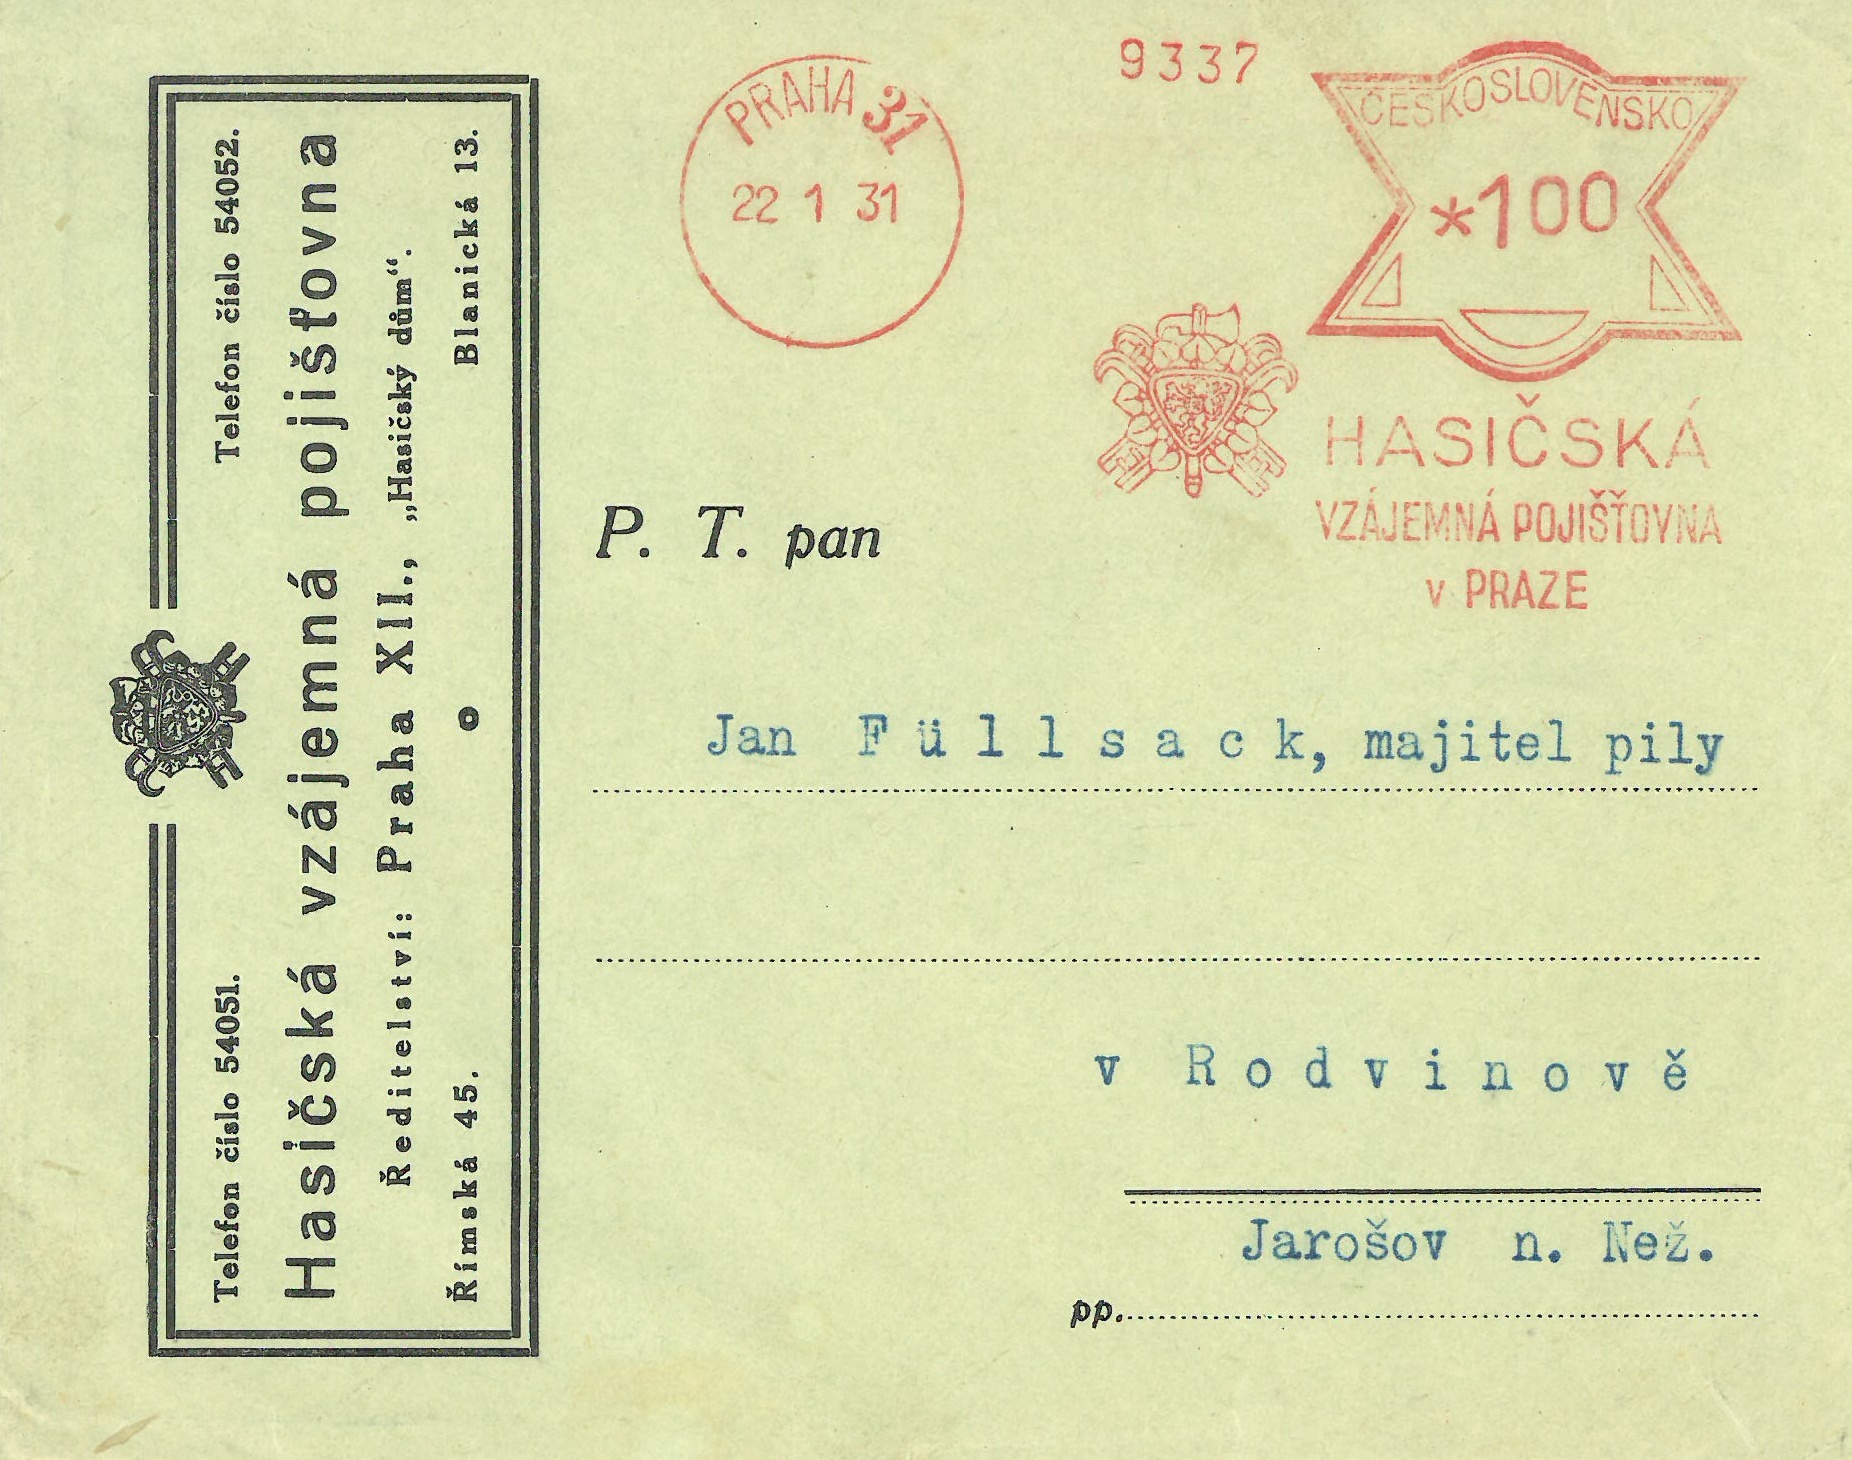 Telefon číslo 54051. Telefon číslo 54052.
Hasičská vzájemná pojišťovna
Ředitelství: Praha XII., „Hasičský dům“.
Římská 45. Blanická 13.
PRAHA 31
22 1 31
9337
ČESKOSLOVENSKO
*100
HASIČSKÁ
VZÁJEMNÁ POJIŠŤOVNA
v PRAZE
P. T. pan
Jan Füllsack, majitel pily
v Rodvinově
Jarošov n. Než.
pp.